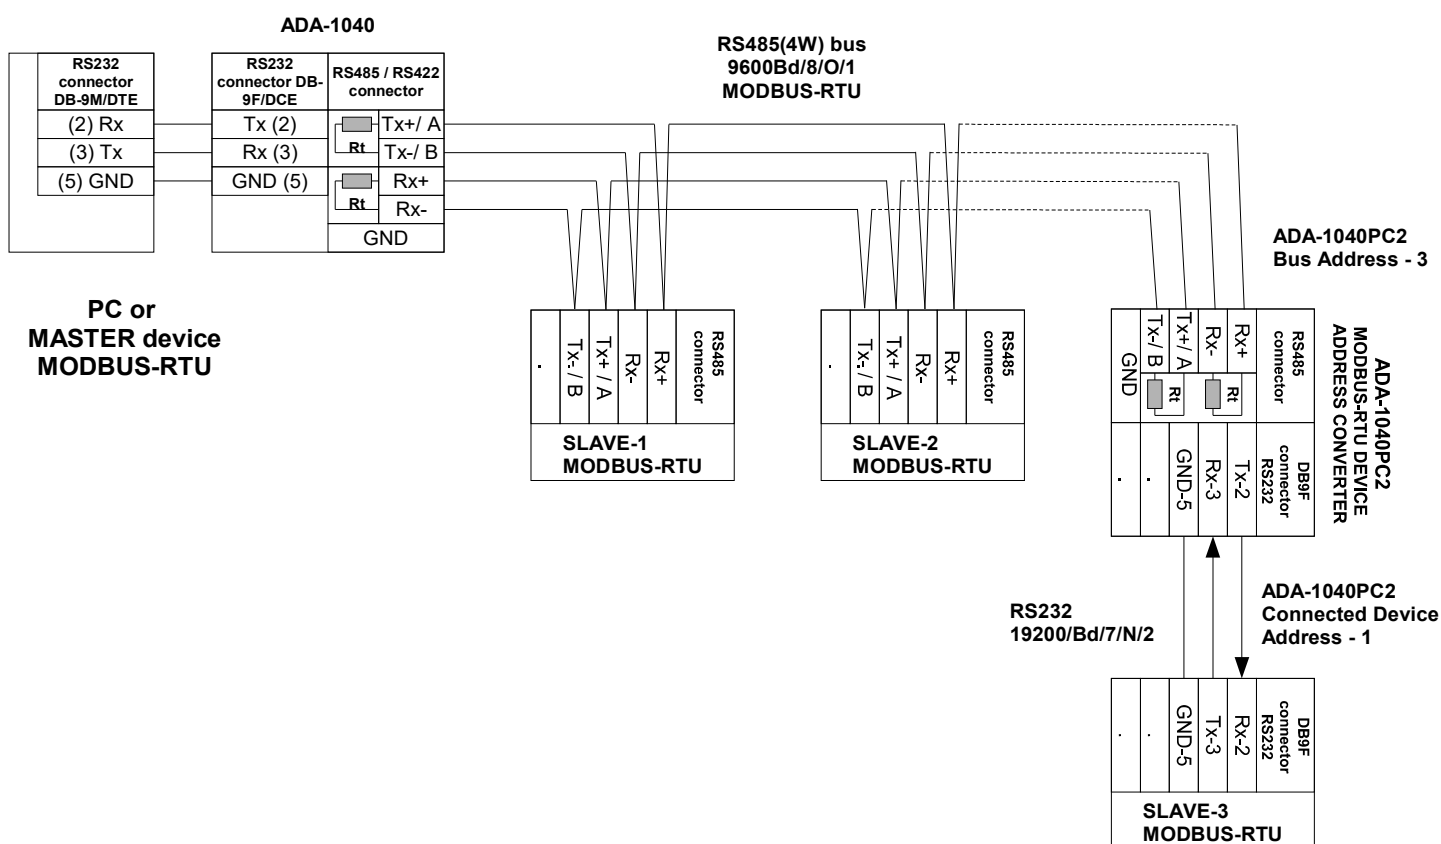 ADA-1040
RS232
connector
DB-9M/DTE
(2) Rx
(3) Tx
(5) GND
RS232
connector DB-
9F/DCE
Tx (2)
Rx (3)
GND (5)
RS485 / RS422
connector
Rt
Tx+/ A
Tx-/ B
Rt
Rx+
Rx-
GND
PC or
MASTER device
MODBUS-RTU
RS485(4W) bus
9600Bd/8/O/1
MODBUS-RTU
.
Tx- / B
Tx+ / A
Rx-
Rx+
RS485
connector
SLAVE-1
MODBUS-RTU
.
Tx- / B
Tx+ / A
Rx-
Rx+
RS485
connector
SLAVE-2
MODBUS-RTU
ADA-1040PC2
Bus Address - 3
GND
Tx-/ B
Tx+/ A
Rx-
Rx+
Rt
Rt
RS485
connector
ADA-1040PC2
MODBUS-RTU DEVICE
ADDRESS CONVERTER
.
.
GND-5
Rx-3
Tx-2
DB9F
connector
RS232
RS232
19200/Bd/7/N/2
ADA-1040PC2
Connected Device
Address - 1
.
.
GND-5
Tx-3
Rx-2
DB9F
connector
RS232
SLAVE-3
MODBUS-RTU